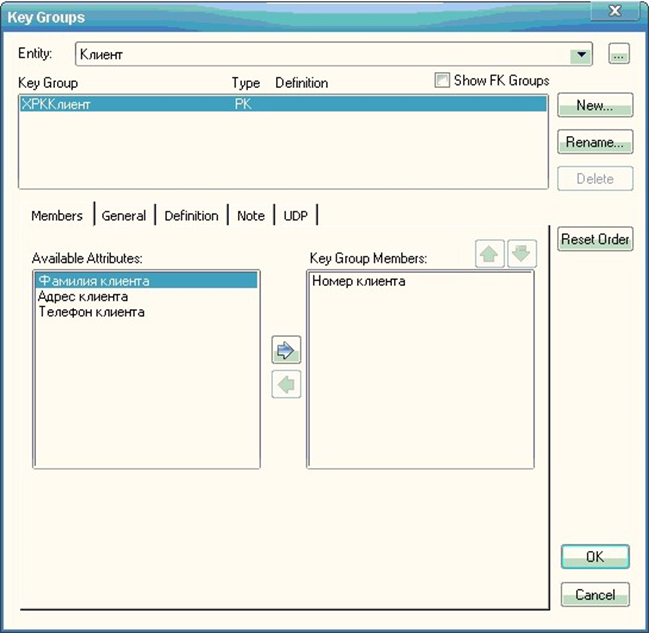 Key Groups
Entity: Клиент ...
Key Group Type Definition Show FK Groups
XPKКлиент PK
New...
Rename...
Delete
Members General Definition Note UDP
Reset Order
Available Attributes: Key Group Members:
Фамилия клиента Номер клиента
Адрес клиента
Телефон клиента
OK
Cancel